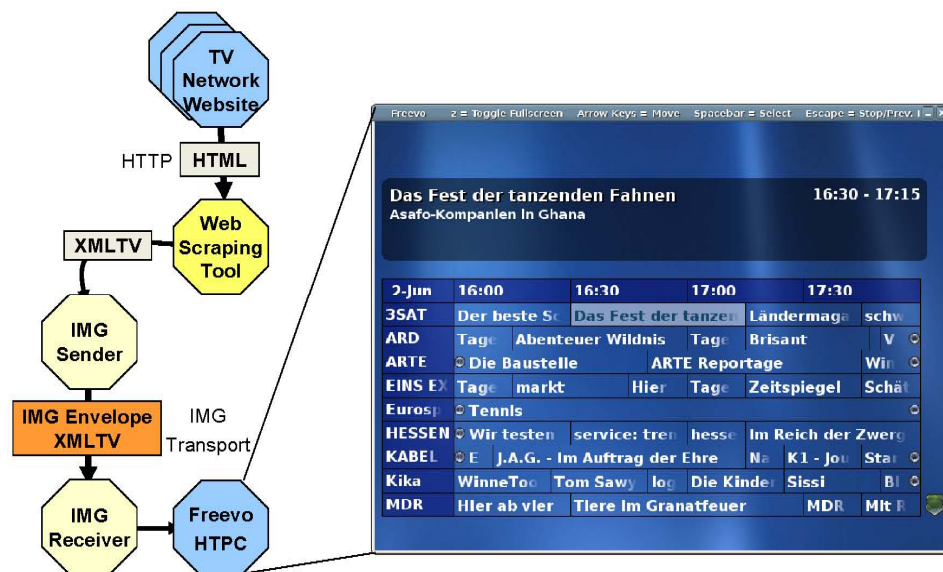 TV
Network
Website
HTTP HTML
Web
Scraping
Tool
XMLTV
IMG
Sender
IMG Envelope
XMLTV
IMG
Transport
IMG
Receiver
Freevo
HTPC
Freevo z = Toggle Fullscreen Arrow Keys = Move Spacebar = Select Escape = Stop/Prev.
Das Fest der tanzenden Fahnen 16:30 - 17:15
Asafo-Kompanien in Ghana
2-Jun 16:00 16:30 17:00 17:30
3SAT Der beste Sc Das Fest der tanzen Ländermaga schw
ARD Tage Abenteuer Wildnis Tage Brisant V
ARTE Die Baustelle ARTE Reportage Win
EINS EX Tage markt Hier Tage Zeitspiegel Schät
Eurosp Tennis
HESSEN Wir testen service: tren hesse Im Reich der Zwerg
KABEL E J.A.G. - Im Auftrag der Ehre Na K1 - Jou Star
Kika WinneToo Tom Sawy log Die Kinder Sissi Bl
MDR Hier ab vier Tiere im Granatfeuer MDR Mit R